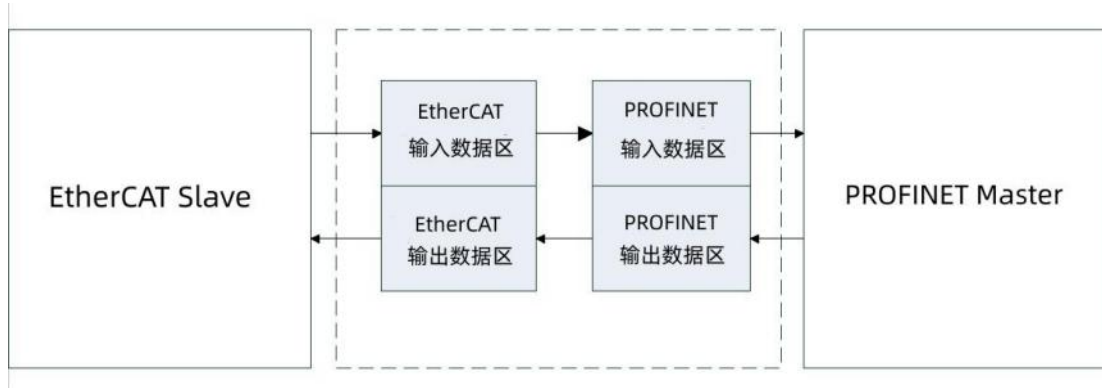 EtherCAT Slave
EtherCAT
输入数据区
PROFINET
输入数据区
EtherCAT
输出数据区
PROFINET
输出数据区
PROFINET Master